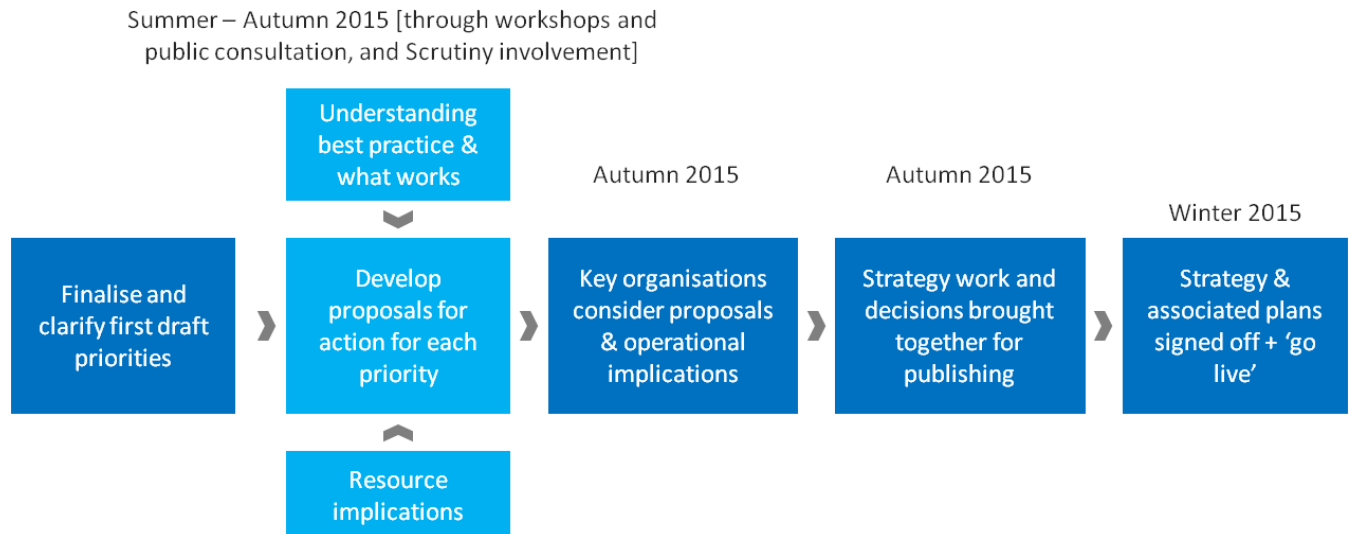 Summer – Autumn 2015 [through workshops and
public consultation, and Scrutiny involvement]
Understanding
best practice &
what works
Autumn 2015
Autumn 2015
Winter 2015
Finalise and
clarify first draft
priorities
Develop
proposals for
action for each
priority
Key organisations
consider proposals
& operational
implications
Strategy work and
decisions brought
together for
publishing
Strategy &
associated plans
signed off + ‘go
live’
Resource
implications